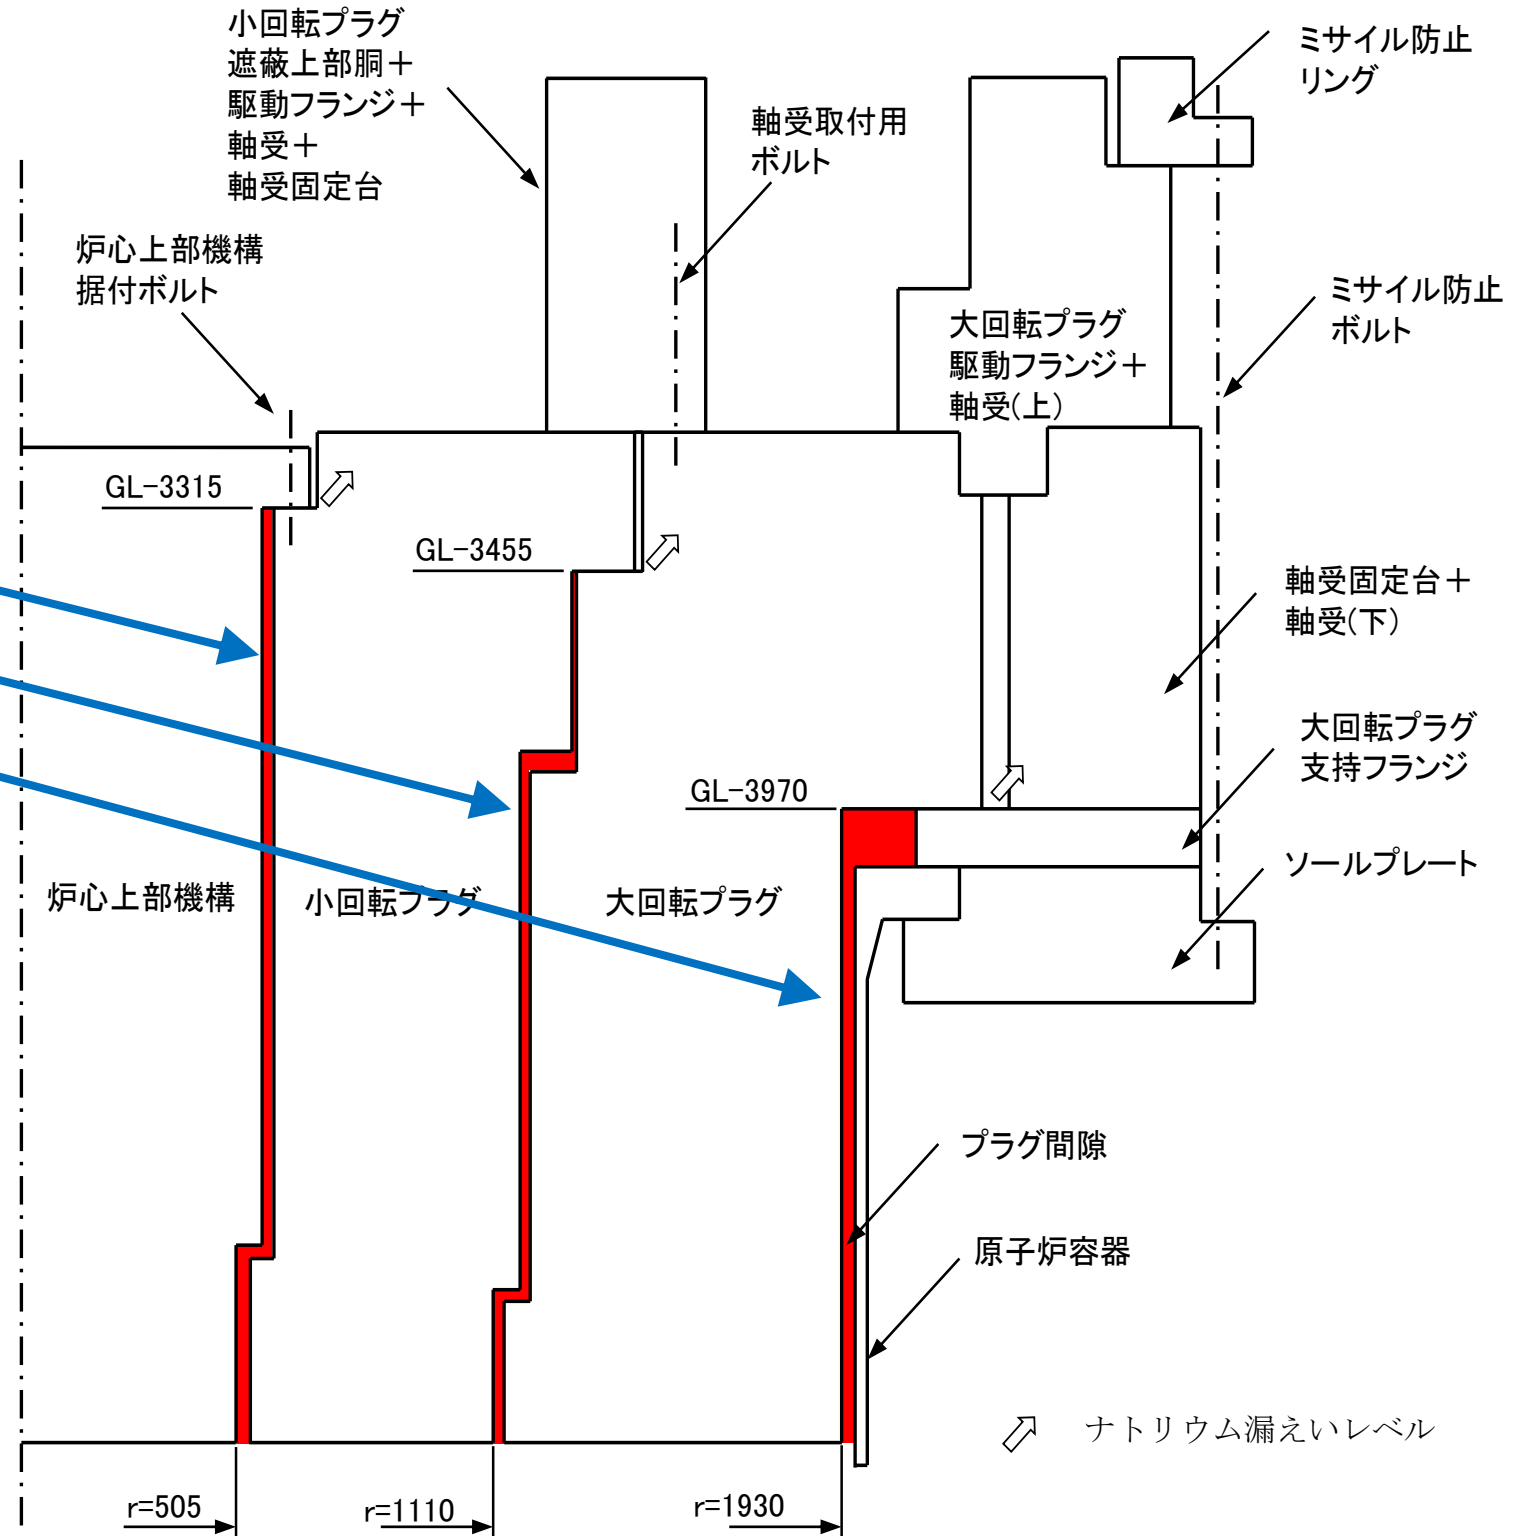 小回転プラグ
遮蔽上部胴＋
駆動フランジ＋
軸受＋
軸受固定台
軸受取付用
ボルト
ミサイル防止
リング
炉心上部機構
据付ボルト
ミサイル防止
ボルト
大回転プラグ
駆動フランジ＋
軸受(上)
GL-3315
GL-3455
軸受固定台＋
軸受(下)
大回転プラグ
支持フランジ
GL-3970
ソールプレート
炉心上部機構
小回転プラグ
大回転プラグ
プラグ間隙
原子炉容器
ナトリウム漏えいレベル
r=505
r=1110
r=1930